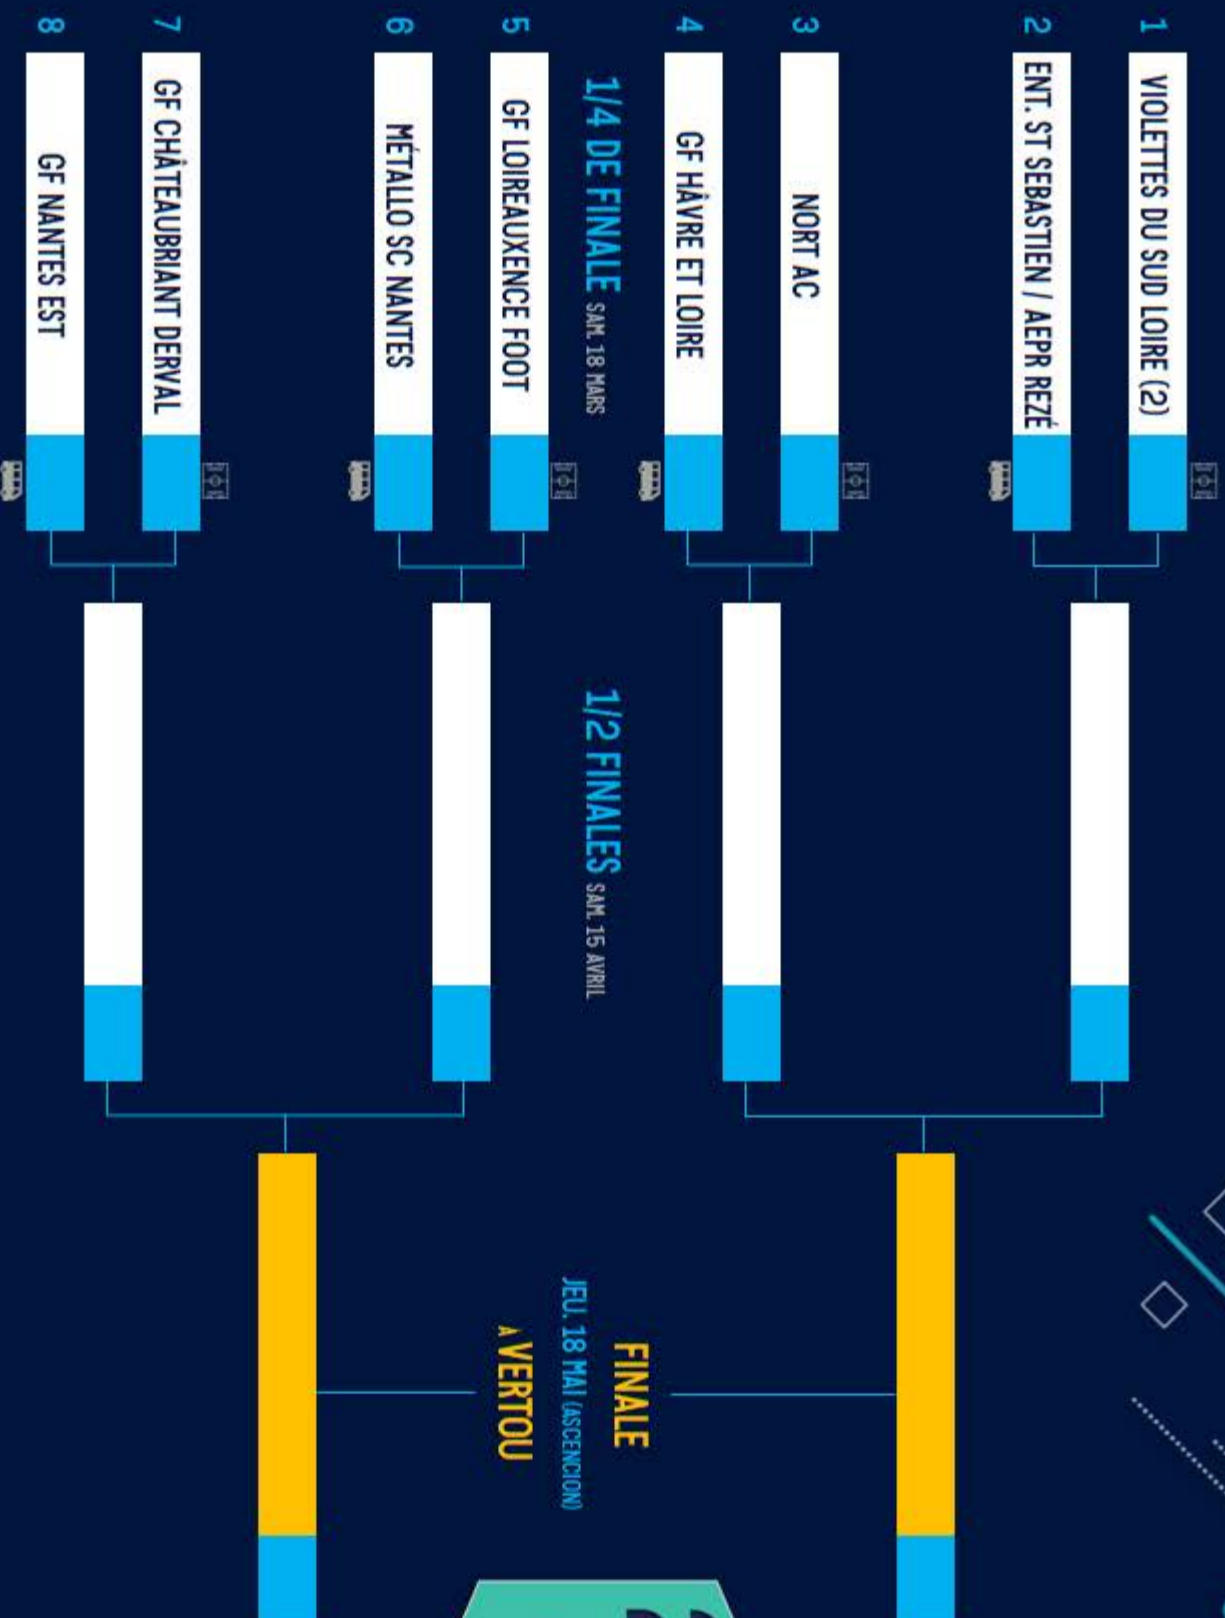 1
VIOLETTES DU SUD LOIRE (2)
2
ENT. ST SEBASTIEN / AEPR REZÉ
3
NORT AC
4
GF HÂVRE ET LOIRE
1/4 DE FINALE SAM. 18 MARS
5
GF LOIREAUXENCE FOOT
6
MÉTALLO SC NANTES
7
GF CHÂTEAUBRIANT DERVAL
8
GF NANTES EST
1/2 FINALES SAM. 15 AVRIL
FINALE
JEU. 18 MAI (ASCENCION)
À VERTOU